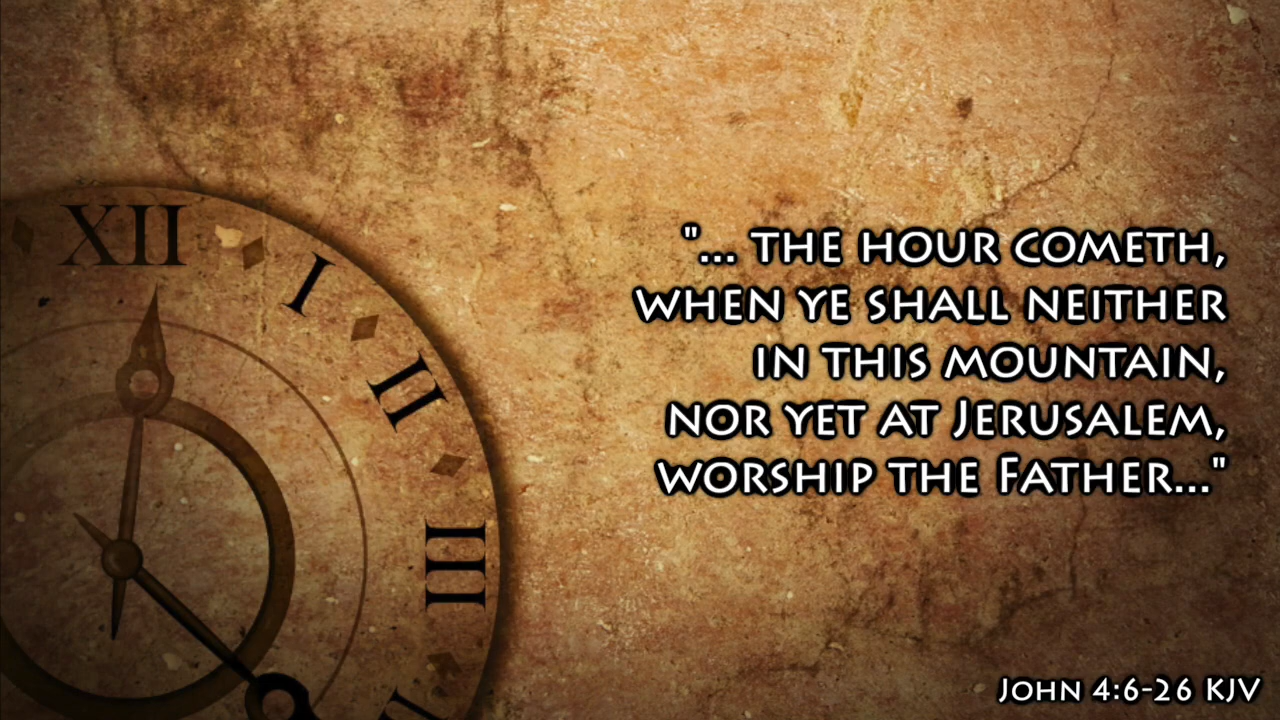 XII
I
II
III
"... the hour cometh,
when ye shall neither
in this mountain,
nor yet at Jerusalem,
worship the Father..."
John 4:6-26 KJV